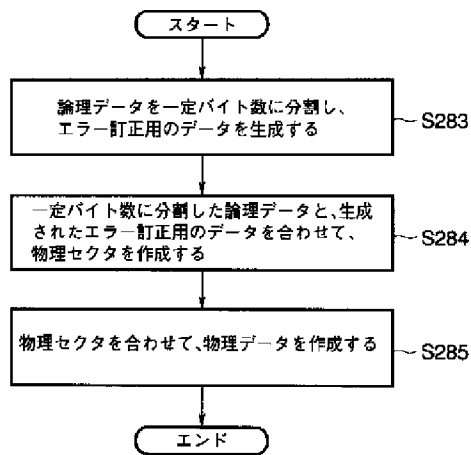 スタート
論理データを一定バイト数に分割し、
エラー訂正用のデータを生成する
S283
一定バイト数に分割した論理データと、生成
されたエラー訂正用のデータを合わせて、
物理セクタを作成する
S284
物理セクタを合わせて、物理データを作成する
S285
エンド